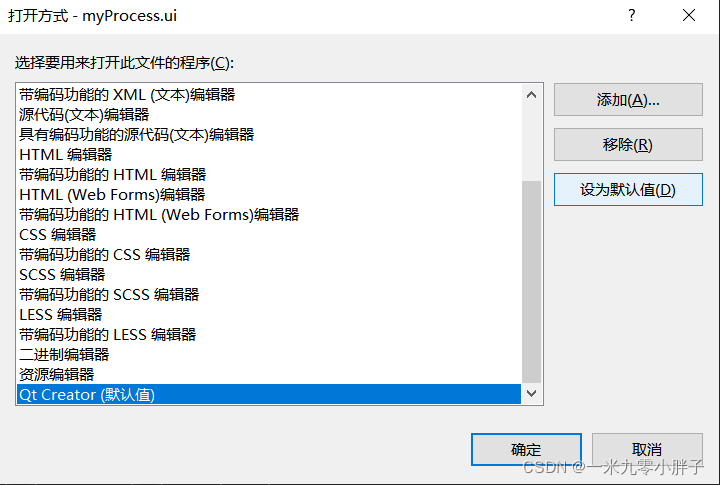 打开方式 - myProcess.ui
选择要用来打开此文件的程序(C):
带编码功能的 XML (文本)编辑器
源代码(文本)编辑器
具有编码功能的源代码(文本)编辑器
HTML 编辑器
带编码功能的 HTML 编辑器
HTML (Web Forms)编辑器
带编码功能的 HTML (Web Forms)编辑器
CSS 编辑器
带编码功能的 CSS 编辑器
SCSS 编辑器
带编码功能的 SCSS 编辑器
LESS 编辑器
带编码功能的 LESS 编辑器
二进制编辑器
资源编辑器
Qt Creator (默认值)
添加(A)...
移除(R)
设为默认值(D)
确定
取消
CSDN @一米九零小胖子